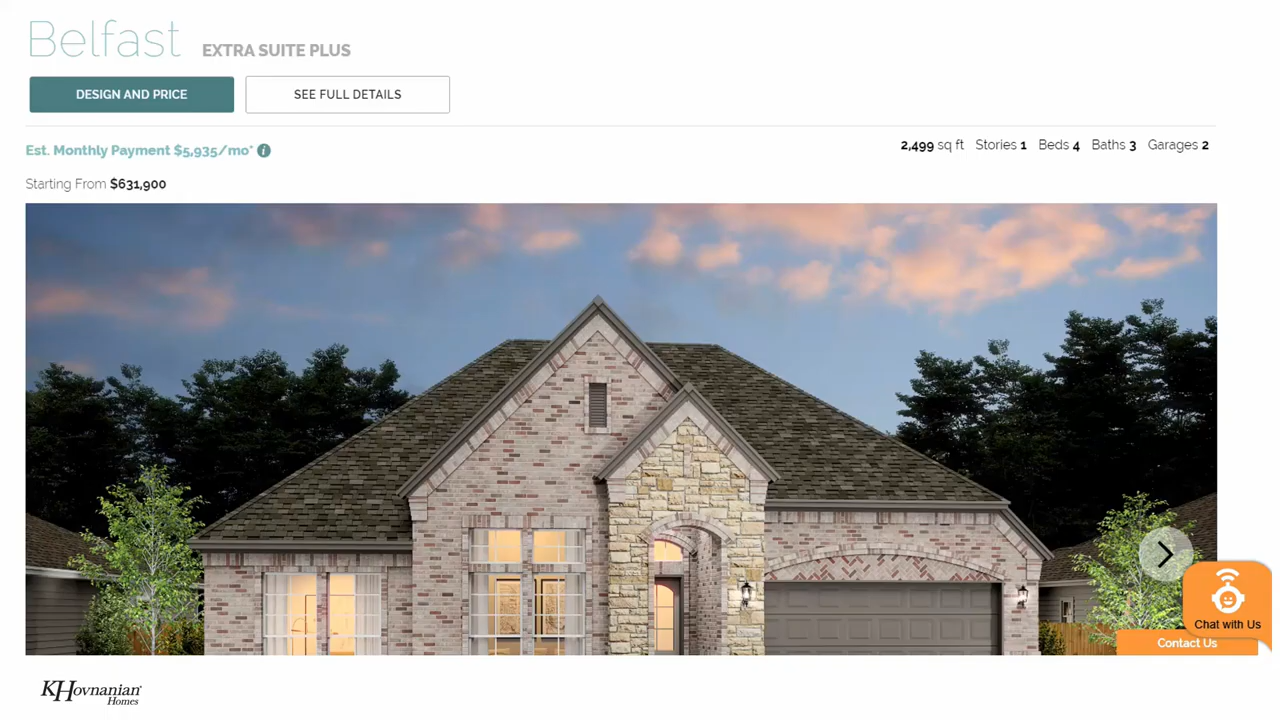 Belfast EXTRA SUITE PLUS
DESIGN AND PRICE SEE FULL DETAILS
Est. Monthly Payment $5,935/mo* i
2,499 sq ft Stories 1 Beds 4 Baths 3 Garages 2
Starting From $631,900
Chat with Us
Contact Us
KHovnanian®
Homes